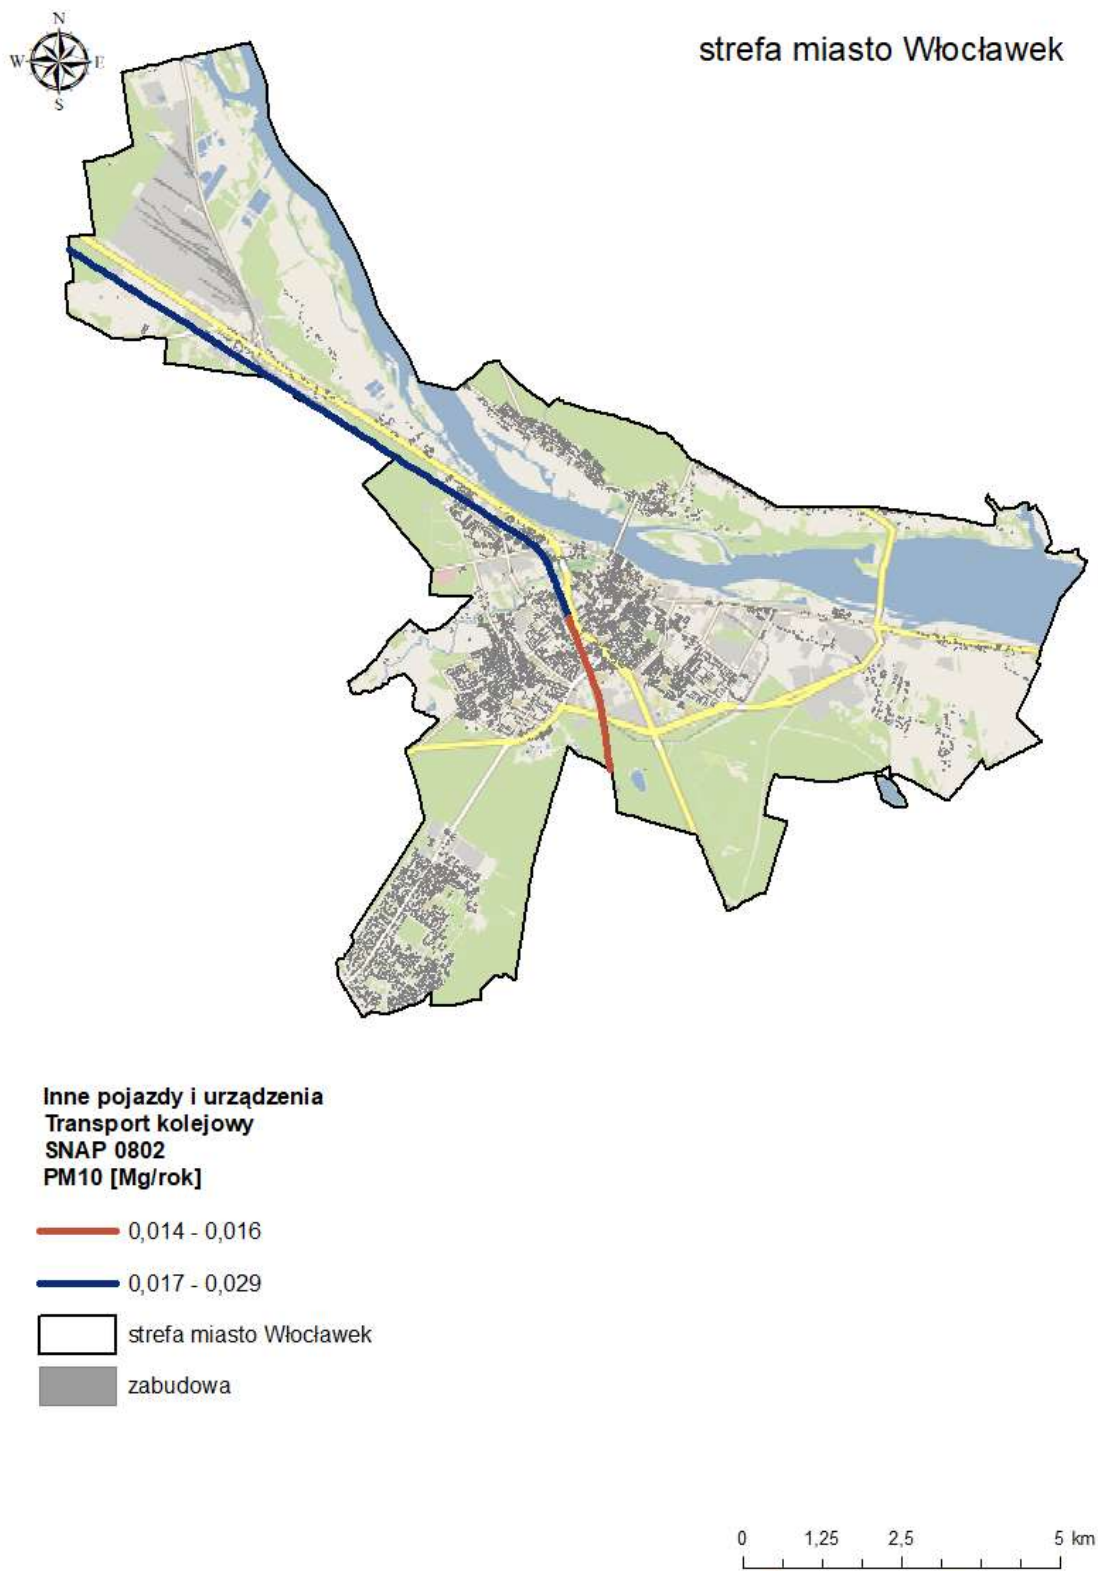 N
strefa miasto Włocławek
W E
S
Inne pojazdy i urządzenia
Transport kolejowy
SNAP 0802
PM10 [Mg/rok]
0,014 - 0,016
0,017 - 0,029
strefa miasto Włocławek
zabudowa
0 1,25 2,5 5 km